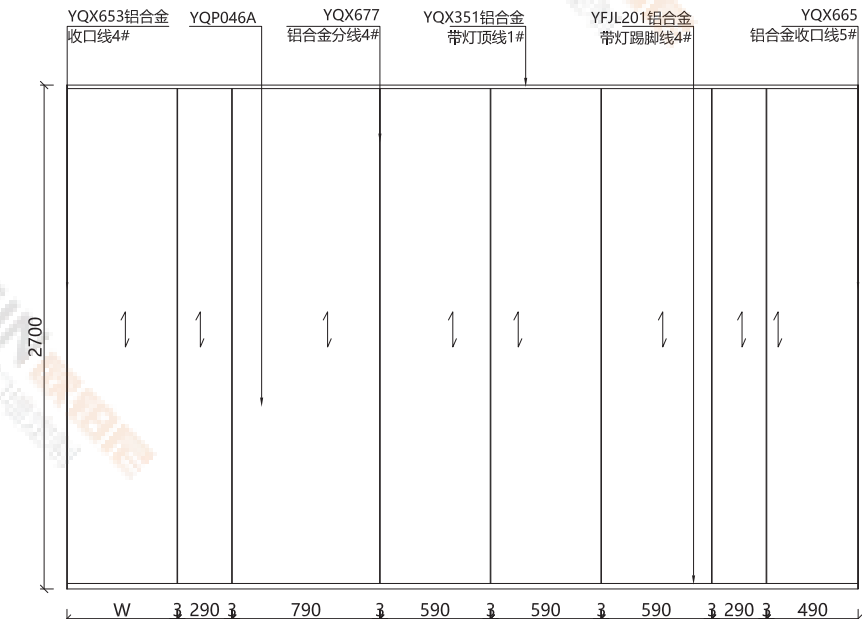 YQX653铝合金
收口线4#
YQP046A
YQX677
铝合金分线4#
YQX351铝合金
带灯顶线1#
YFJL201铝合金
带灯踢脚线4#
YQX665
铝合金收口线5#
2700
W 3 290 3 790 3 590 3 590 3 590 3 290 3 490